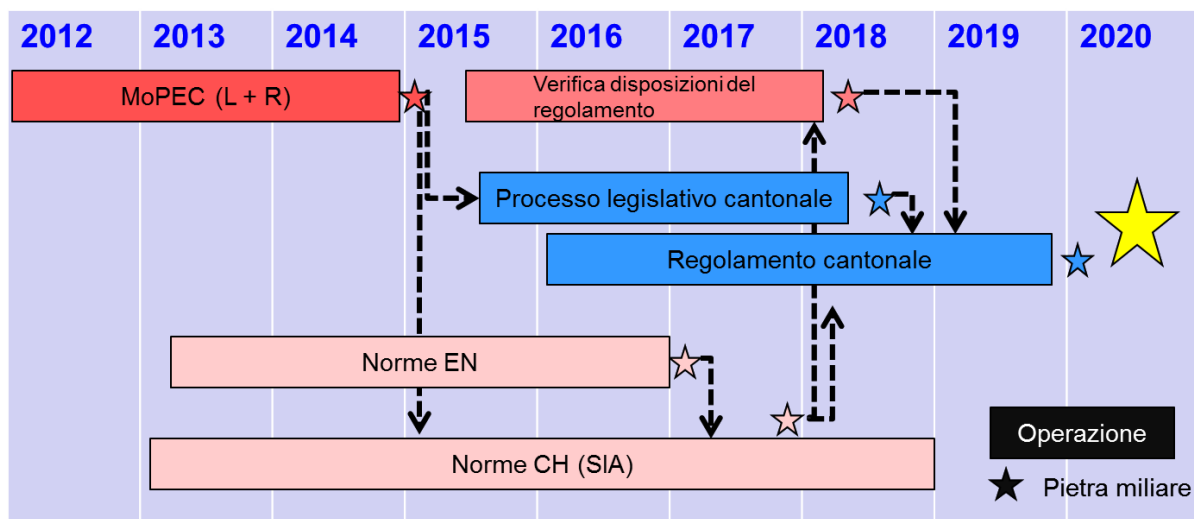 2012 2013 2014 2015 2016 2017 2018 2019 2020
MoPEC (L + R)
Verifica disposizioni del
regolamento
Processo legislativo cantonale
Regolamento cantonale
Norme EN
Norme CH (SIA)
Operazione
Pietra miliare